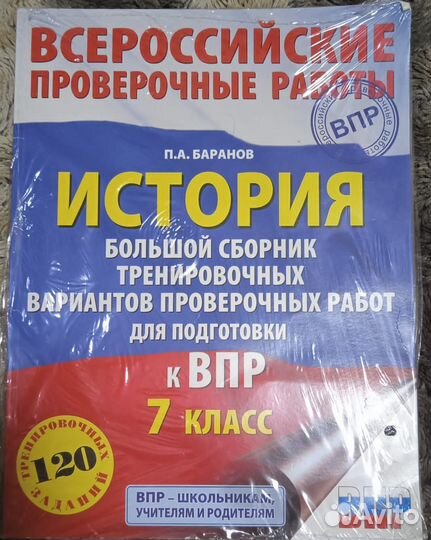 ВСЕРОССИЙСКИЕ
ПРОВЕРОЧНЫЕ РАБОТЫ
ВПР
П.А. БАРАНОВ
ИСТОРИЯ
БОЛЬШОЙ СБОРНИК
ТРЕНИРОВОЧНЫХ
ВАРИАНТОВ ПРОВЕРОЧНЫХ РАБОТ
ДЛЯ ПОДГОТОВКИ
К ВПР
7 КЛАСС
ТРЕНИРОВОЧНЫХ
120
ЗАДАНИЙ
ВПР – ШКОЛЬНИКАМ,
УЧИТЕЛЯМ И РОДИТЕЛЯМ
Avito